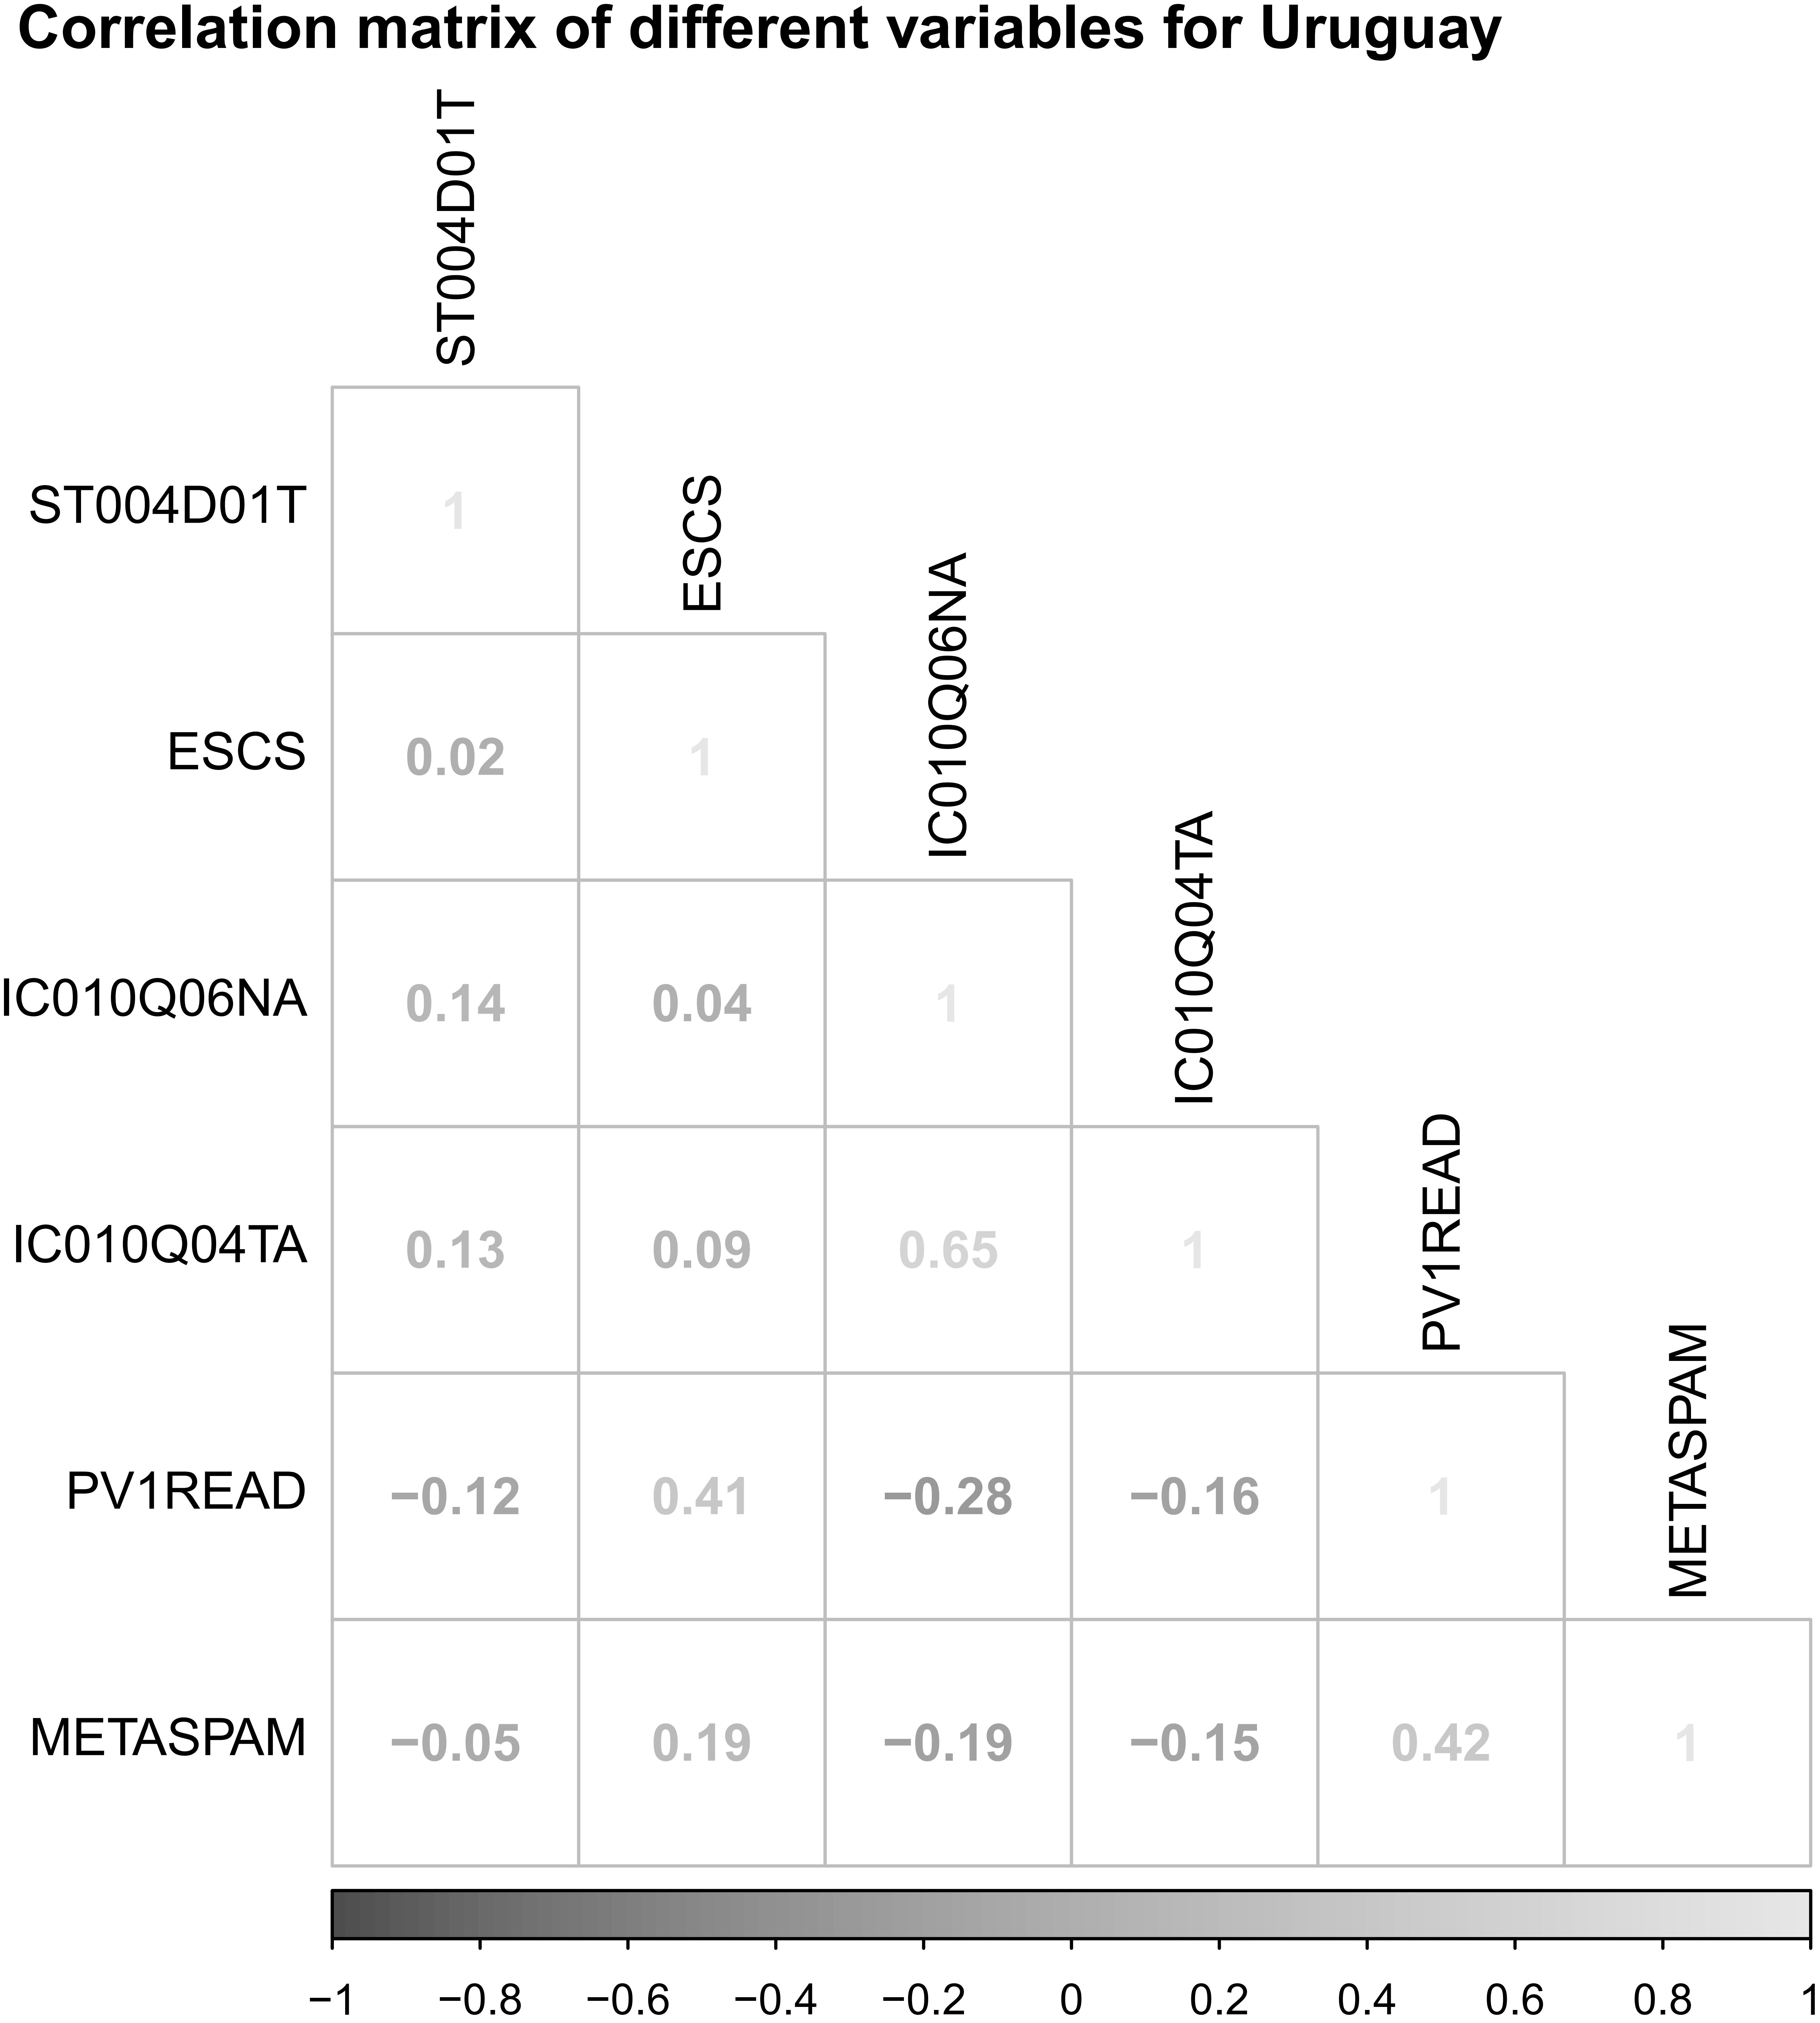 Correlation matrix of different variables for Uruguay
ST004D01T
ESCS
IC010Q06NA
IC010Q04TA
PV1READ
METASPAM
ST004D01T 1
ESCS 0.02 1
IC010Q06NA 0.14 0.04 1
IC010Q04TA 0.13 0.09 0.65 1
PV1READ −0.12 0.41 −0.28 −0.16 1
METASPAM −0.05 0.19 −0.19 −0.15 0.42 1
−1 −0.8 −0.6 −0.4 −0.2 0 0.2 0.4 0.6 0.8 1